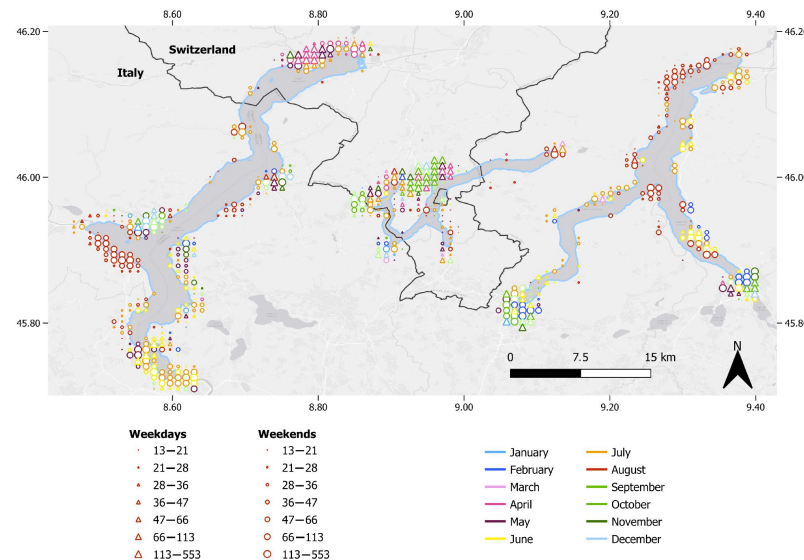 8.60 8.80 9.00 9.20 9.40
46.20 46.20
Switzerland
Italy
46.00 46.00
45.80 45.80
N
0 7.5 15 km
8.60 8.80 9.00 9.20 9.40
Weekdays
13—21
21—28
28—36
36—47
47—66
66—113
113—553
Weekends
13—21
21—28
28—36
36—47
47—66
66—113
113—553
January
February
March
April
May
June
July
August
September
October
November
December